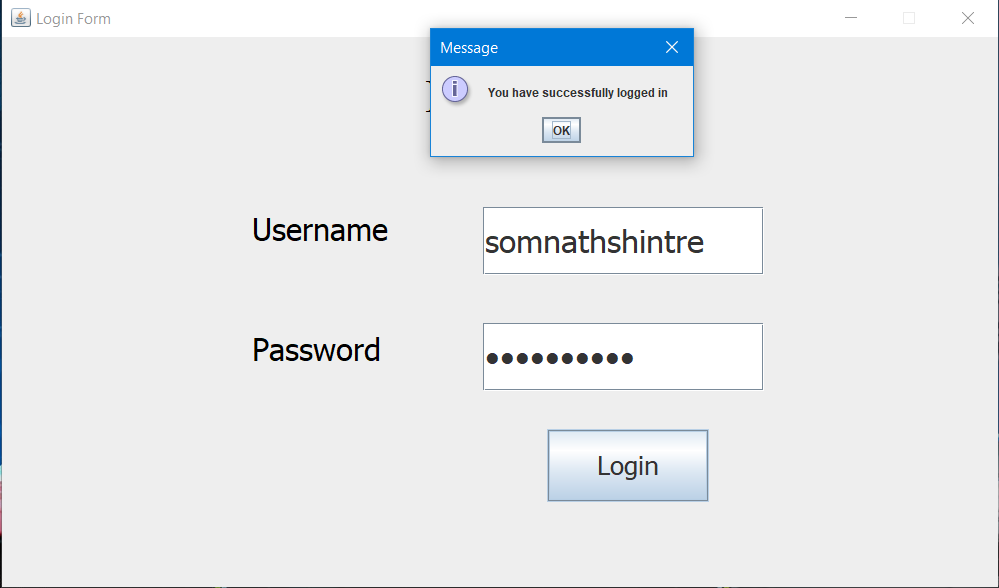 Login Form
Message
You have successfully logged in
OK
Username
somnathshintre
Password
Login